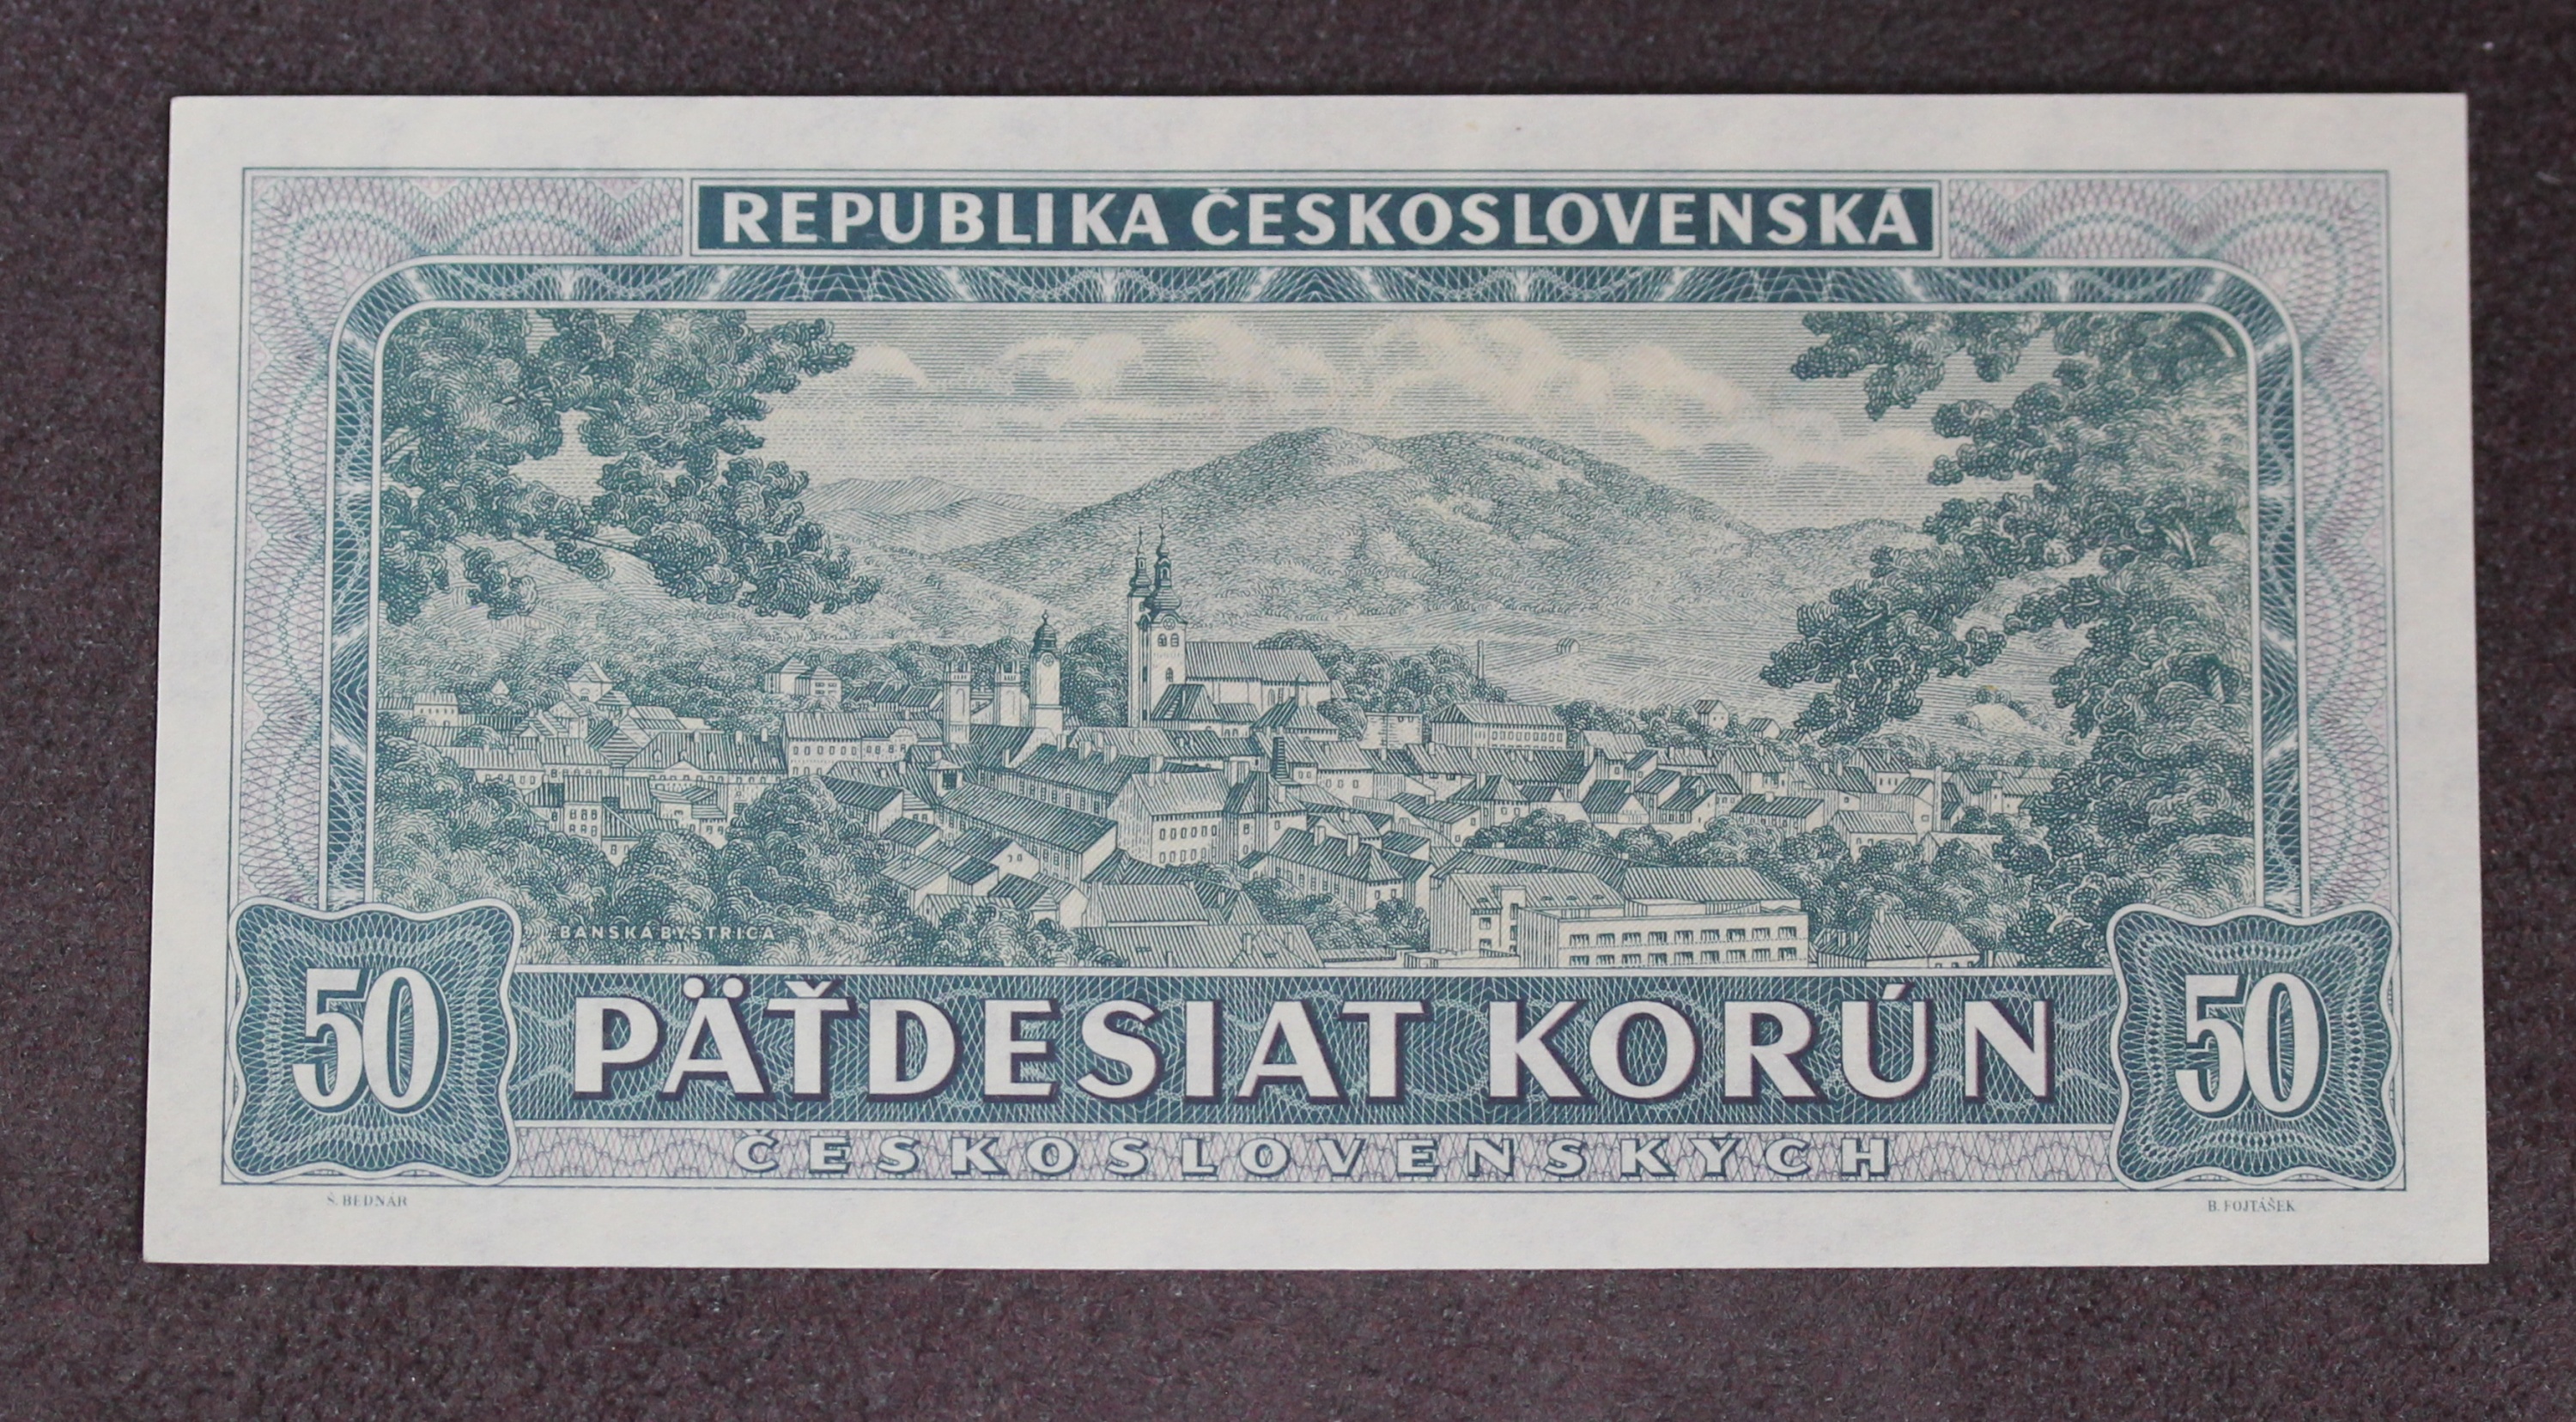 REPUBLIKA ČESKOSLOVENSKÁ
BANSKÁ BYSTRICA
50 PÄŤDESIAT KORÚN 50
ČESKOSLOVENSKÝCH
Š. BEDNÁR B. FOJTÁŠEK